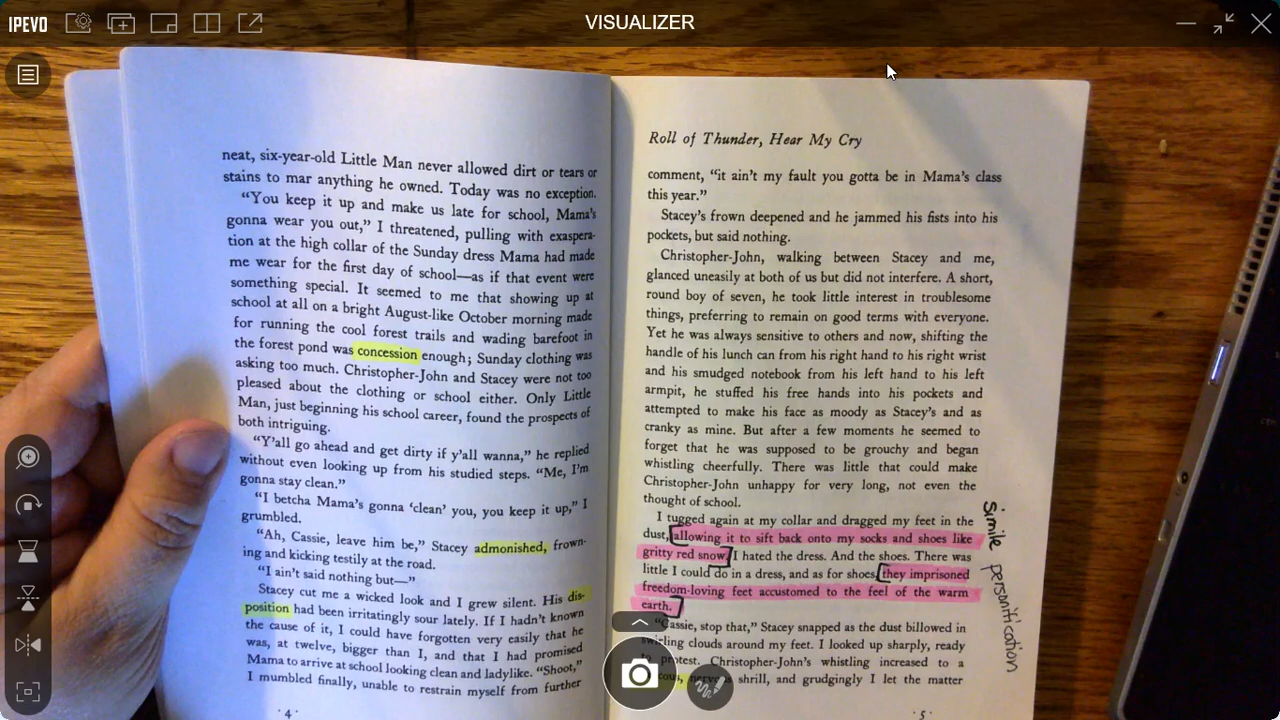 IPEVO
VISUALIZER
neat, six-year-old Little Man never allowed dirt or tears or
stains to mar anything he owned. Today was no exception.
"You keep it up and make us late for school, Mama's
gonna wear you out," I threatened, pulling with exaspera-
tion at the high collar of the Sunday dress Mama had made
me wear for the first day of school—as if that event were
something special. It seemed to me that showing up at
school at all on a bright August-like October morning made
for running the cool forest trails and wading barefoot in
the forest pond was concession enough; Sunday clothing was
asking too much. Christopher-John and Stacey were not too
pleased about the clothing or school either. Only Little
Man, just beginning his school career, found the prospects of
both intriguing.
"Y'all go ahead and get dirty if y'all wanna," he replied
without even looking up from his studied steps. "Me, I'm
gonna stay clean."
"I betcha Mama's gonna 'clean' you, you keep it up," I
grumbled.
"Ah, Cassie, leave him be," Stacey admonished, frown-
ing and kicking testily at the road.
"I ain't said nothing but—"
Stacey cut me a wicked look and I grew silent. His dis-
position had been irritatingly sour lately. If I hadn't known
the cause of it, I could have forgotten very easily that he
was, at twelve, bigger than I, and that I had promised
Mama to arrive at school looking clean and ladylike. "Shoot,"
I mumbled finally, unable to restrain myself from further
· 4 ·
Roll of Thunder, Hear My Cry
comment, "it ain't my fault you gotta be in Mama's class
this year."
Stacey's frown deepened and he jammed his fists into his
pockets, but said nothing.
Christopher-John, walking between Stacey and me,
glanced uneasily at both of us but did not interfere. A short,
round boy of seven, he took little interest in troublesome
things, preferring to remain on good terms with everyone.
Yet he was always sensitive to others and now, shifting the
handle of his lunch can from his right hand to his right wrist
and his smudged notebook from his left hand to his left
armpit, he stuffed his free hands into his pockets and
attempted to make his face as moody as Stacey's and as
cranky as mine. But after a few moments he seemed to
forget that he was supposed to be grouchy and began
whistling cheerfully. There was little that could make
Christopher-John unhappy for very long, not even the
thought of school.
I tugged again at my collar and dragged my feet in the
dust, [allowing it to sift back onto my socks and shoes like
gritty red snow.] I hated the dress. And the shoes. There was
little I could do in a dress, and as for shoes, [they imprisoned
freedom-loving feet accustomed to the feel of the warm
earth.]
"Cassie, stop that," Stacey snapped as the dust billowed in
swirling clouds around my feet. I looked up sharply, ready
to protest. Christopher-John's whistling increased to a
nervous shrill, and grudgingly I let the matter
· 5 ·
Simile
personification